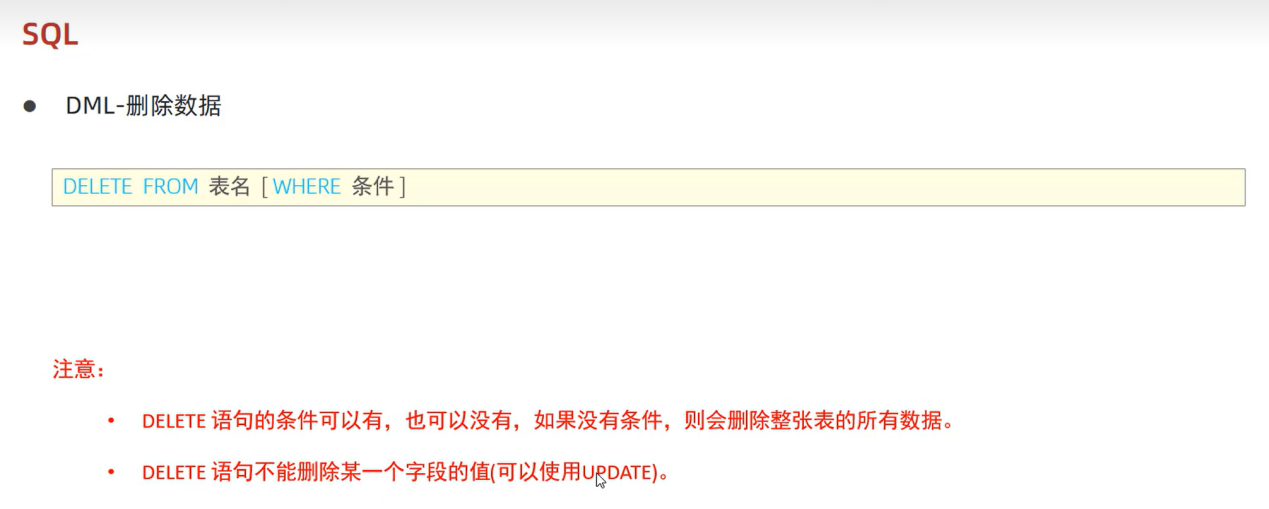 SQL
● DML-删除数据
DELETE FROM 表名 [ WHERE 条件 ]
注意：
• DELETE 语句的条件可以有，也可以没有，如果没有条件，则会删除整张表的所有数据。
• DELETE 语句不能删除某一个字段的值(可以使用UPDATE)。